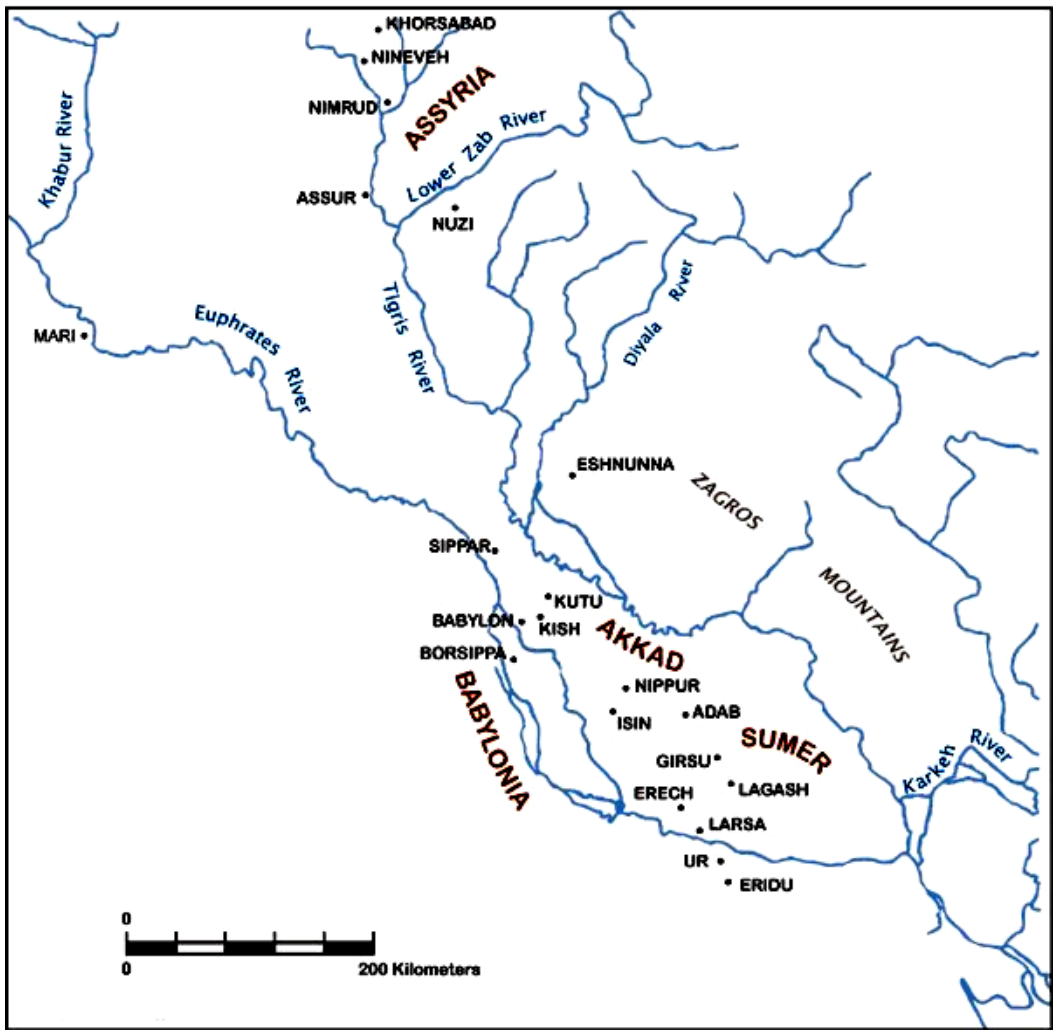 KHORSABAD
NINEVEH
NIMRUD
ASSYRIA
Khabur River
Lower Zab River
ASSUR
NUZI
Tigris River
Diyala River
Euphrates River
MARI
ESHNUNNA
ZAGROS
MOUNTAINS
SIPPAR
KUTU
KISH
BABYLON
AKKAD
BORSIPPA
BABYLONIA
NIPPUR
ISIN
ADAB
SUMER
GIRSU
LAGASH
Karkeh River
ERECH
LARSA
UR
ERIDU
0
0
200 Kilometers